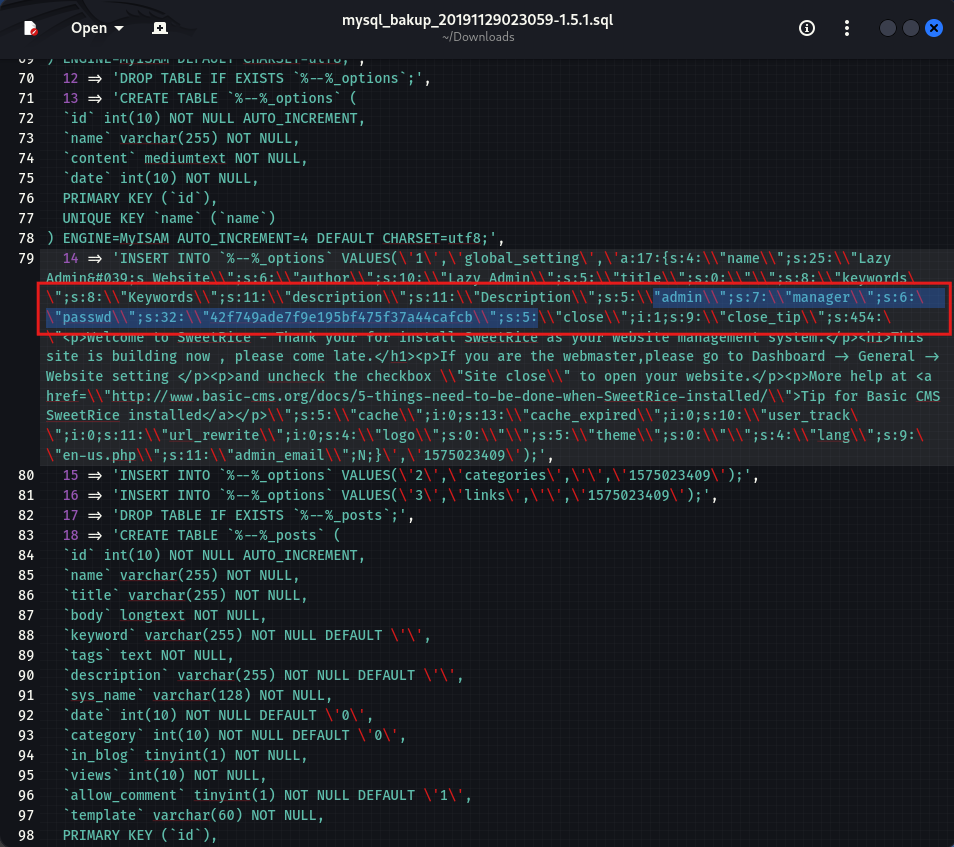 Open
mysql_bakup_20191129023059-1.5.1.sql
~/Downloads
69 ) ENGINE=MyISAM DEFAULT CHARSET=utf8;',
70 12 => 'DROP TABLE IF EXISTS `%--%_options`;',
71 13 => 'CREATE TABLE `%--%_options` (
72 `id` int(10) NOT NULL AUTO_INCREMENT,
73 `name` varchar(255) NOT NULL,
74 `content` mediumtext NOT NULL,
75 `date` int(10) NOT NULL,
76 PRIMARY KEY (`id`),
77 UNIQUE KEY `name` (`name`)
78 ) ENGINE=MyISAM AUTO_INCREMENT=4 DEFAULT CHARSET=utf8;',
79 14 => 'INSERT INTO `%--%_options` VALUES(\'1\',\'global_setting\',\'a:17:{s:4:\\"name\\";s:25:\\"Lazy
Admin&#039;s Website\\";s:6:\\"author\\";s:10:\\"Lazy Admin\\";s:5:\\"title\\";s:0:\\"\\";s:8:\\"keywords\
\";s:8:\\"Keywords\\";s:11:\\"description\\";s:11:\\"Description\\";s:5:\\"admin\\";s:7:\\"manager\\";s:6:\
\"passwd\\";s:32:\\"42f749ade7f9e195bf475f37a44cafcb\\";s:5:\\"close\\";i:1;s:9:\\"close_tip\\";s:454:\
\"<p>Welcome to SweetRice - Thank your for install SweetRice as your website management system.</p><h1>This
site is building now , please come late.</h1><p>If you are the webmaster,please go to Dashboard -> General ->
Website setting </p><p>and uncheck the checkbox \\"Site close\\" to open your website.</p><p>More help at <a
href=\\"http://www.basic-cms.org/docs/5-things-need-to-be-done-when-SweetRice-installed/\\">Tip for Basic CMS
SweetRice installed</a></p>\\";s:5:\\"cache\\";i:0;s:13:\\"cache_expired\\";i:0;s:10:\\"user_track\
\";i:0;s:11:\\"url_rewrite\\";i:0;s:4:\\"logo\\";s:0:\\"\\";s:5:\\"theme\\";s:0:\\"\\";s:4:\\"lang\\";s:9:\
\"en-us.php\\";s:11:\\"admin_email\\";N;}\',\'1575023409\');',
80 15 => 'INSERT INTO `%--%_options` VALUES(\'2\',\'categories\',\'\',\'1575023409\');',
81 16 => 'INSERT INTO `%--%_options` VALUES(\'3\',\'links\',\'\',\'1575023409\');',
82 17 => 'DROP TABLE IF EXISTS `%--%_posts`;',
83 18 => 'CREATE TABLE `%--%_posts` (
84 `id` int(10) NOT NULL AUTO_INCREMENT,
85 `name` varchar(255) NOT NULL,
86 `title` varchar(255) NOT NULL,
87 `body` longtext NOT NULL,
88 `keyword` varchar(255) NOT NULL DEFAULT \'\',
89 `tags` text NOT NULL,
90 `description` varchar(255) NOT NULL DEFAULT \'\',
91 `sys_name` varchar(128) NOT NULL,
92 `date` int(10) NOT NULL DEFAULT \'0\',
93 `category` int(10) NOT NULL DEFAULT \'0\',
94 `in_blog` tinyint(1) NOT NULL,
95 `views` int(10) NOT NULL,
96 `allow_comment` tinyint(1) NOT NULL DEFAULT \'1\',
97 `template` varchar(60) NOT NULL,
98 PRIMARY KEY (`id`),